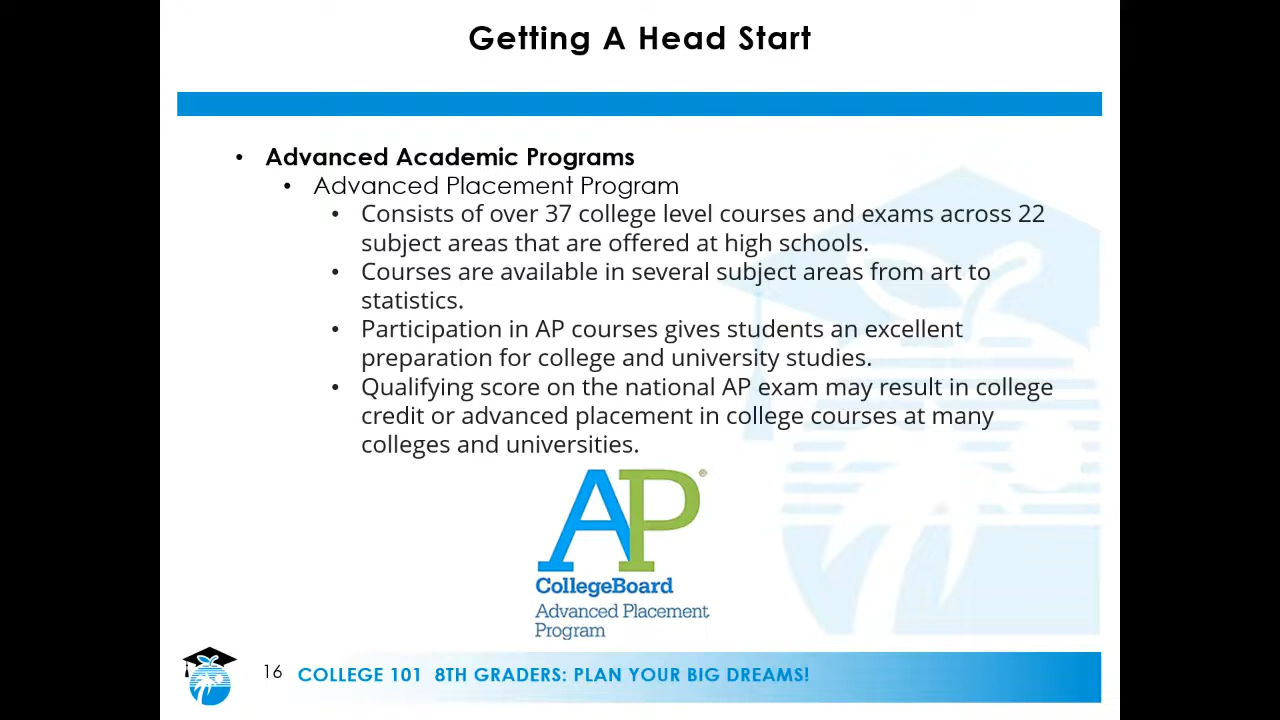 Getting A Head Start
• Advanced Academic Programs
• Advanced Placement Program
• Consists of over 37 college level courses and exams across 22
subject areas that are offered at high schools.
• Courses are available in several subject areas from art to
statistics.
• Participation in AP courses gives students an excellent
preparation for college and university studies.
• Qualifying score on the national AP exam may result in college
credit or advanced placement in college courses at many
colleges and universities.
AP®
CollegeBoard
Advanced Placement
Program
16 COLLEGE 101 8TH GRADERS: PLAN YOUR BIG DREAMS!